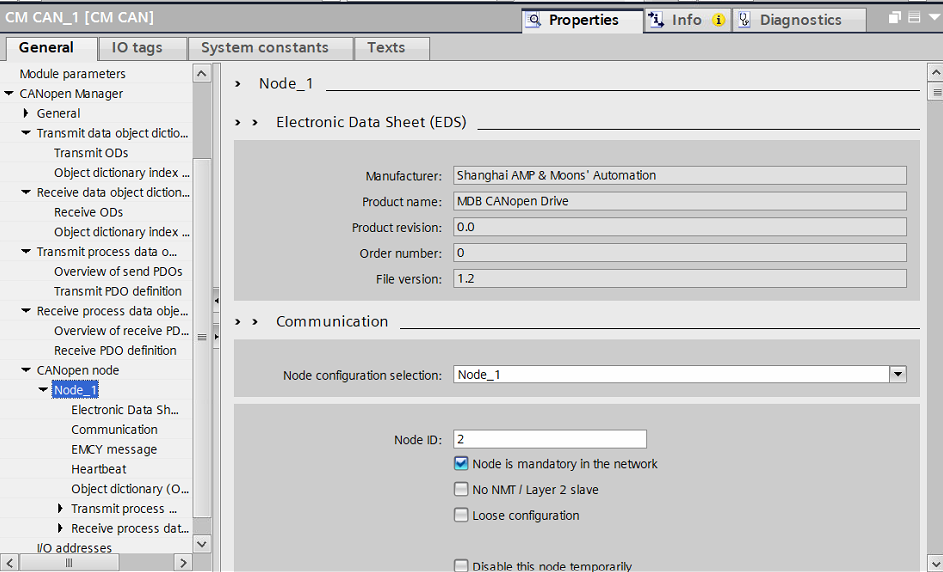 CM CAN_1 [CM CAN]
Properties
Info
Diagnostics
General
IO tags
System constants
Texts
Module parameters
CANopen Manager
General
Transmit data object dictio...
Transmit ODs
Object dictionary index ...
Receive data object diction...
Receive ODs
Object dictionary index ...
Transmit process data o...
Overview of send PDOs
Transmit PDO definition
Receive process data obje...
Overview of receive PD...
Receive PDO definition
CANopen node
Node_1
Electronic Data Sh...
Communication
EMCY message
Heartbeat
Object dictionary (O...
Transmit process ...
Receive process dat...
I/O addresses
Node_1
Electronic Data Sheet (EDS)
Manufacturer: Shanghai AMP & Moons' Automation
Product name: MDB CANopen Drive
Product revision: 0.0
Order number: 0
File version: 1.2
Communication
Node configuration selection: Node_1
Node ID: 2
Node is mandatory in the network
No NMT / Layer 2 slave
Loose configuration
Disable this node temporarily